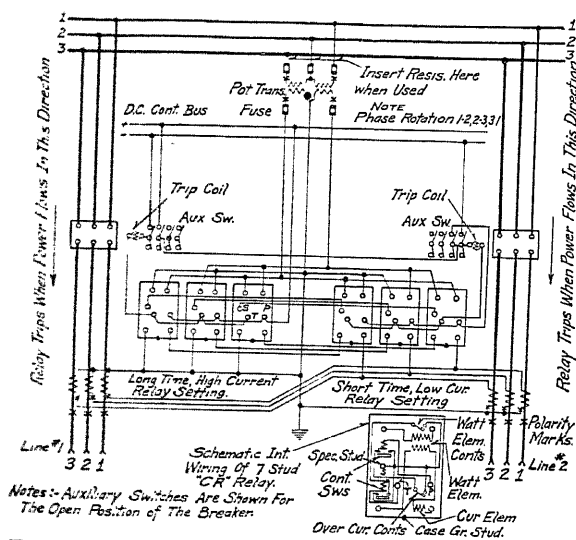 1
2
3
1
2
3
Insert Resis. Here
When Used
Pot Trans.
Fuse
NOTE
Phase Rotation 1-2, 2-3, 3-1
D.C. Cont. Bus
Relay Trips When Power Flows In This Direction
Relay Trips When Power Flows In This Direction
Trip Coil
Aux Sw.
Trip Coil
Aux Sw.
CS
T
Long Time, High Current
Relay Setting.
Short Time, Low Cur.
Relay Setting
Line #1
3 2 1
3 2 1
Line #2
Polarity
Marks.
Schematic Int.
Wiring Of 7 Stud
"CR" Relay.
Spec. Stud
Cont.
Sws
Watt
Elem.
Conts
Watt
Elem.
Cur Elem
Over Cur. Conts
Case Gr. Stud.
Notes:- Auxiliary Switches Are Shown For
The Open Position of The Breaker.